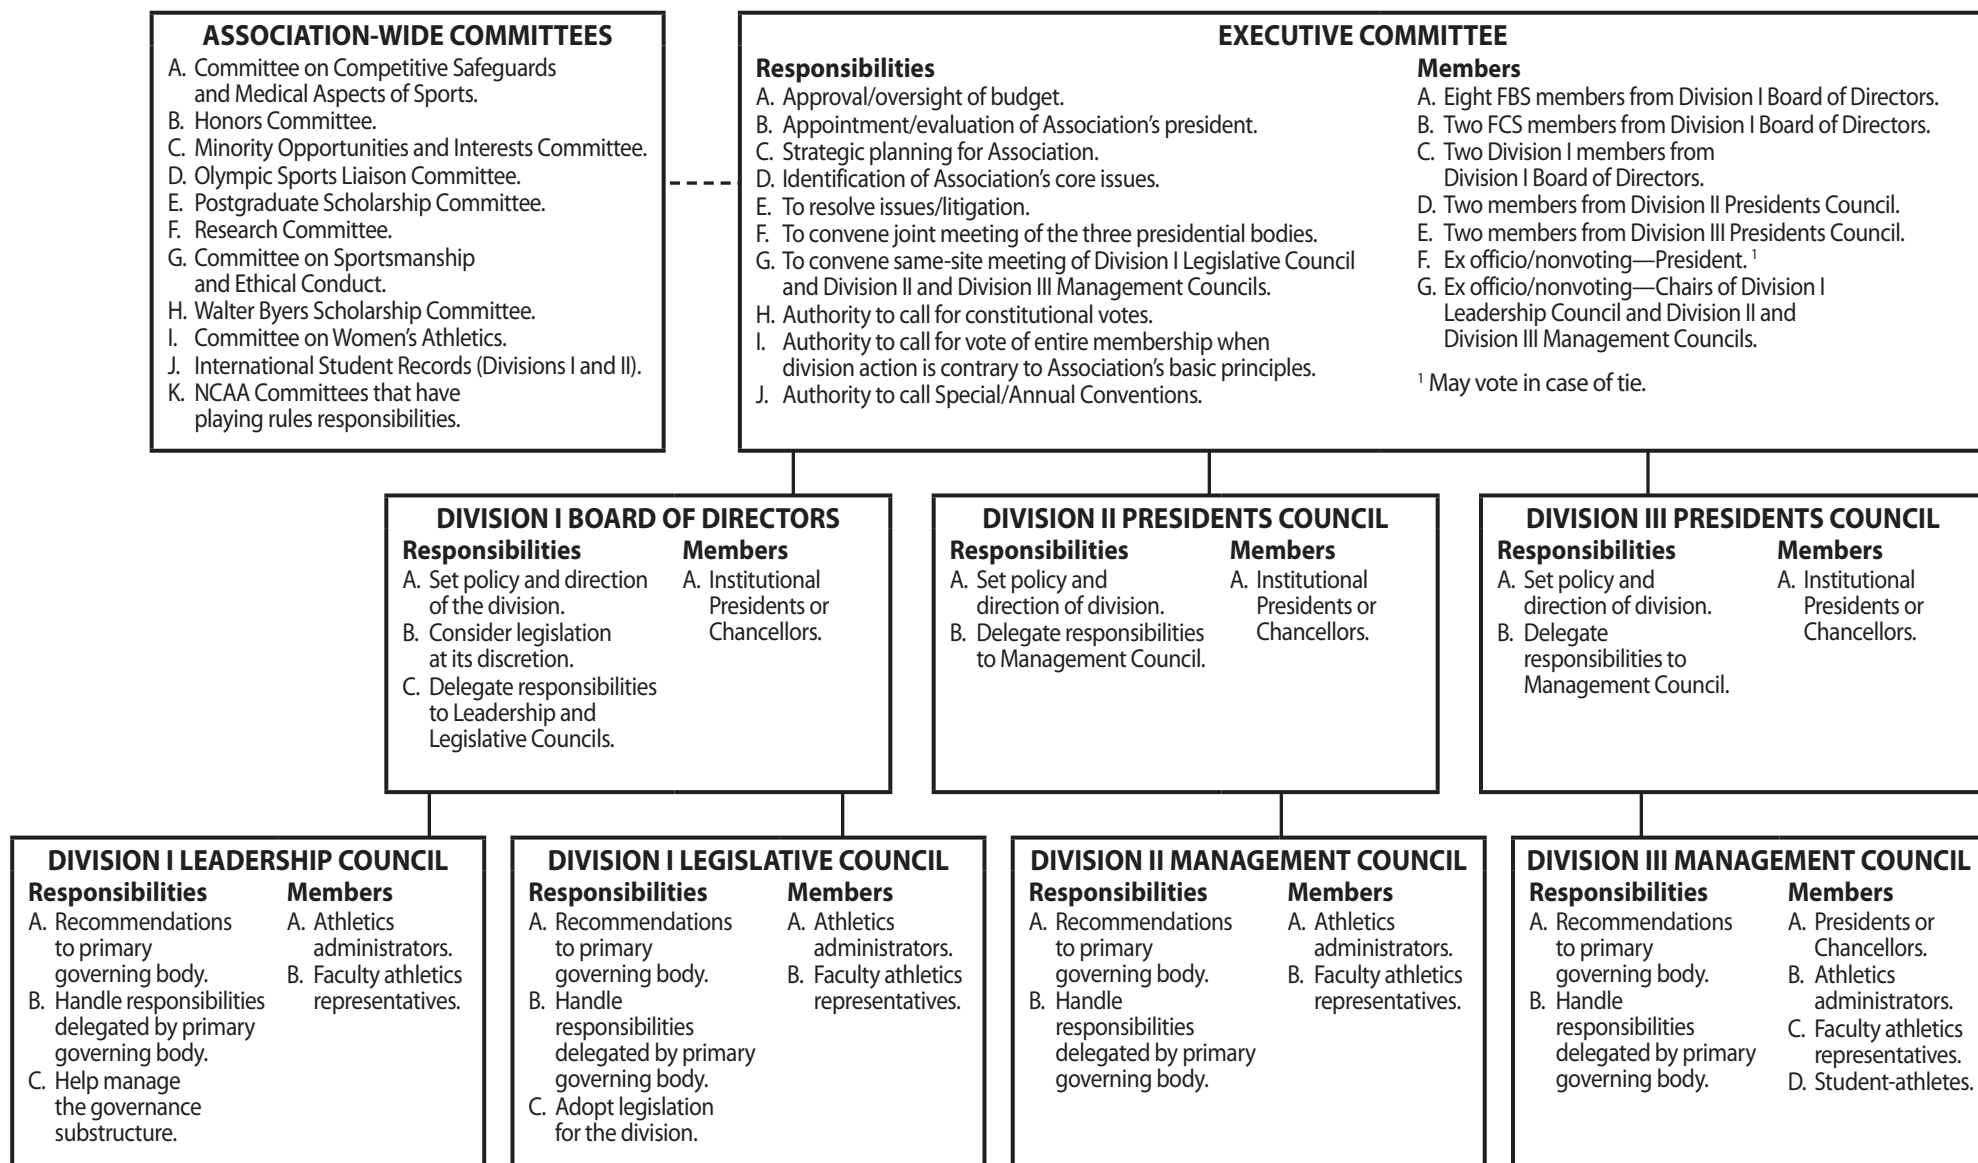 ASSOCIATION-WIDE COMMITTEES
A. Committee on Competitive Safeguards
and Medical Aspects of Sports.
B. Honors Committee.
C. Minority Opportunities and Interests Committee.
D. Olympic Sports Liaison Committee.
E. Postgraduate Scholarship Committee.
F. Research Committee.
G. Committee on Sportsmanship
and Ethical Conduct.
H. Walter Byers Scholarship Committee.
I. Committee on Women’s Athletics.
J. International Student Records (Divisions I and II).
K. NCAA Committees that have
playing rules responsibilities.
EXECUTIVE COMMITTEE
Responsibilities
A. Approval/oversight of budget.
B. Appointment/evaluation of Association’s president.
C. Strategic planning for Association.
D. Identification of Association’s core issues.
E. To resolve issues/litigation.
F. To convene joint meeting of the three presidential bodies.
G. To convene same-site meeting of Division I Legislative Council
and Division II and Division III Management Councils.
H. Authority to call for constitutional votes.
I. Authority to call for vote of entire membership when
division action is contrary to Association’s basic principles.
J. Authority to call Special/Annual Conventions.
Members
A. Eight FBS members from Division I Board of Directors.
B. Two FCS members from Division I Board of Directors.
C. Two Division I members from
Division I Board of Directors.
D. Two members from Division II Presidents Council.
E. Two members from Division III Presidents Council.
F. Ex officio/nonvoting—President. 1
G. Ex officio/nonvoting—Chairs of Division I
Leadership Council and Division II and
Division III Management Councils.
1 May vote in case of tie.
DIVISION I BOARD OF DIRECTORS
Responsibilities
A. Set policy and direction
of the division.
B. Consider legislation
at its discretion.
C. Delegate responsibilities
to Leadership and
Legislative Councils.
Members
A. Institutional
Presidents or
Chancellors.
DIVISION II PRESIDENTS COUNCIL
Responsibilities
A. Set policy and
direction of division.
B. Delegate responsibilities
to Management Council.
Members
A. Institutional
Presidents or
Chancellors.
DIVISION III PRESIDENTS COUNCIL
Responsibilities
A. Set policy and
direction of division.
B. Delegate
responsibilities to
Management Council.
Members
A. Institutional
Presidents or
Chancellors.
DIVISION I LEADERSHIP COUNCIL
Responsibilities
A. Recommendations
to primary
governing body.
B. Handle responsibilities
delegated by primary
governing body.
C. Help manage
the governance
substructure.
Members
A. Athletics
administrators.
B. Faculty athletics
representatives.
DIVISION I LEGISLATIVE COUNCIL
Responsibilities
A. Recommendations
to primary
governing body.
B. Handle
responsibilities
delegated by primary
governing body.
C. Adopt legislation
for the division.
Members
A. Athletics
administrators.
B. Faculty athletics
representatives.
DIVISION II MANAGEMENT COUNCIL
Responsibilities
A. Recommendations
to primary
governing body.
B. Handle
responsibilities
delegated by primary
governing body.
Members
A. Athletics
administrators.
B. Faculty athletics
representatives.
DIVISION III MANAGEMENT COUNCIL
Responsibilities
A. Recommendations
to primary
governing body.
B. Handle
responsibilities
delegated by primary
governing body.
Members
A. Presidents or
Chancellors.
B. Athletics
administrators.
C. Faculty athletics
representatives.
D. Student-athletes.